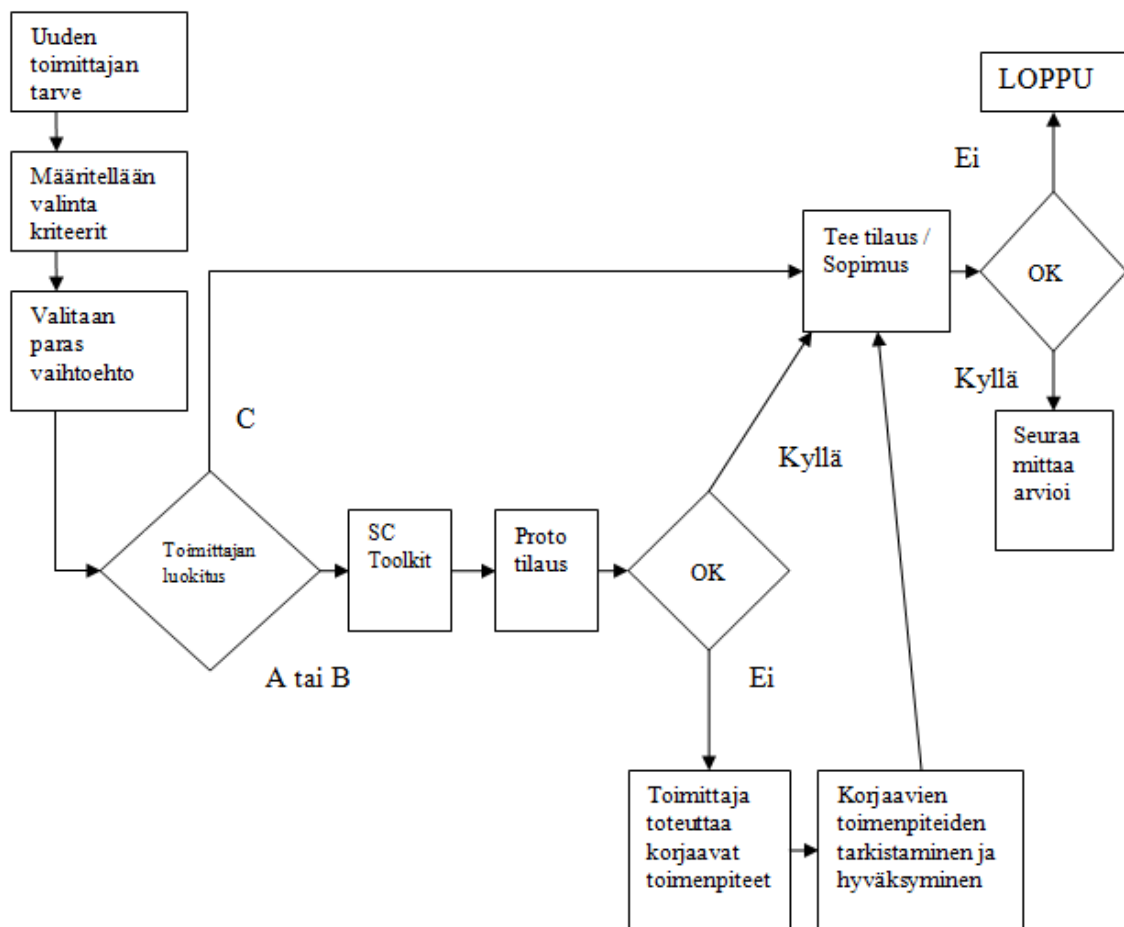 Uuden
toimittajan
tarve
Määritellään
valinta
kriteerit
Valitaan
paras
vaihtoehto
C
Toimittajan
luokitus
A tai B
SC
Toolkit
Proto
tilaus
OK
Kyllä
Ei
Toimittaja
toteuttaa
korjaavat
toimenpiteet
Korjaavien
toimenpiteiden
tarkistaminen ja
hyväksyminen
Tee tilaus /
Sopimus
OK
Ei
LOPPU
Kyllä
Seuraa
mittaa
arvioi